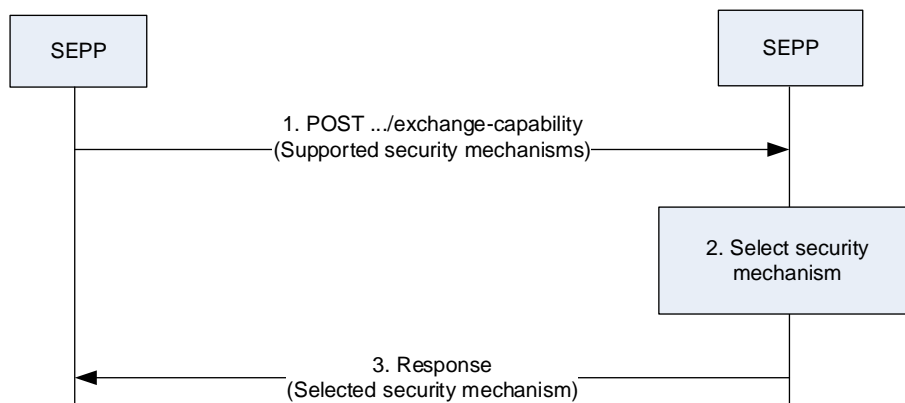 SEPP
SEPP
1. POST .../exchange-capability
(Supported security mechanisms)
2. Select security
mechanism
3. Response
(Selected security mechanism)